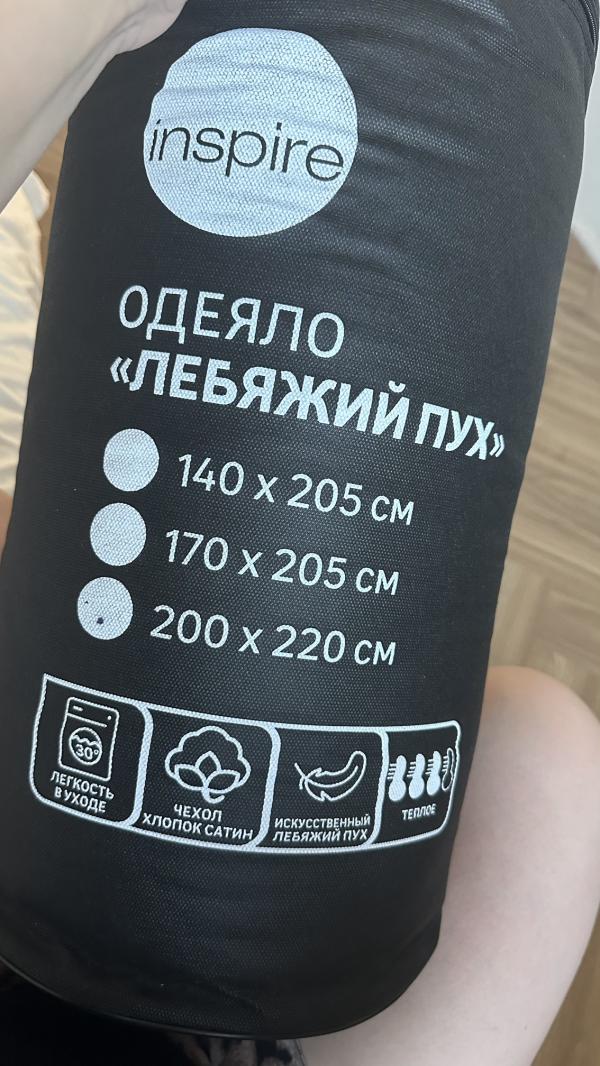 inspire
ОДЕЯЛО
«ЛЕБЯЖИЙ ПУХ»
140 x 205 см
170 x 205 см
200 x 220 см
30°
ЛЕГКОСТЬ
В УХОДЕ
ЧЕХОЛ
ХЛОПОК САТИН
ИСКУССТВЕННЫЙ
ЛЕБЯЖИЙ ПУХ
ТЕПЛОЕ